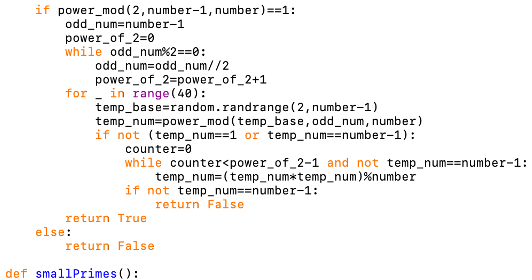 if power_mod(2,number-1,number)==1:
odd_num=number-1
power_of_2=0
while odd_num%2==0:
odd_num=odd_num//2
power_of_2=power_of_2+1
for _ in range(40):
temp_base=random.randrange(2,number-1)
temp_num=power_mod(temp_base,odd_num,number)
if not (temp_num==1 or temp_num==number-1):
counter=0
while counter<power_of_2-1 and not temp_num==number-1:
temp_num=(temp_num*temp_num)%number
if not temp_num==number-1:
return False
return True
else:
return False
def smallPrimes():